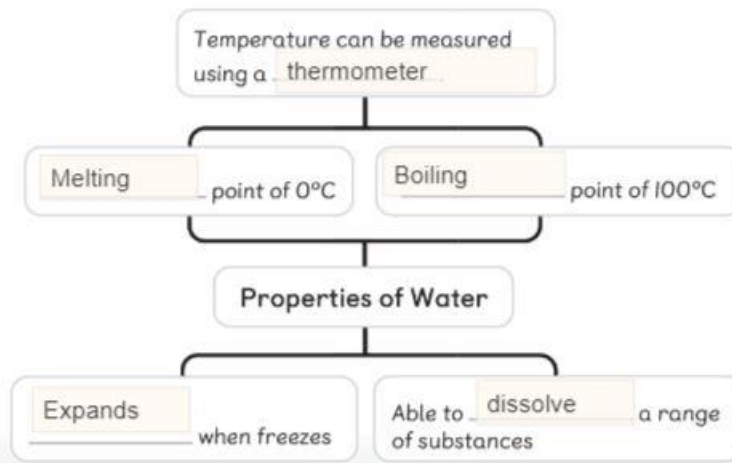 Temperature can be measured
using a thermometer
Melting point of 0°C
Boiling point of 100°C
Properties of Water
Expands when freezes
Able to dissolve a range
of substances